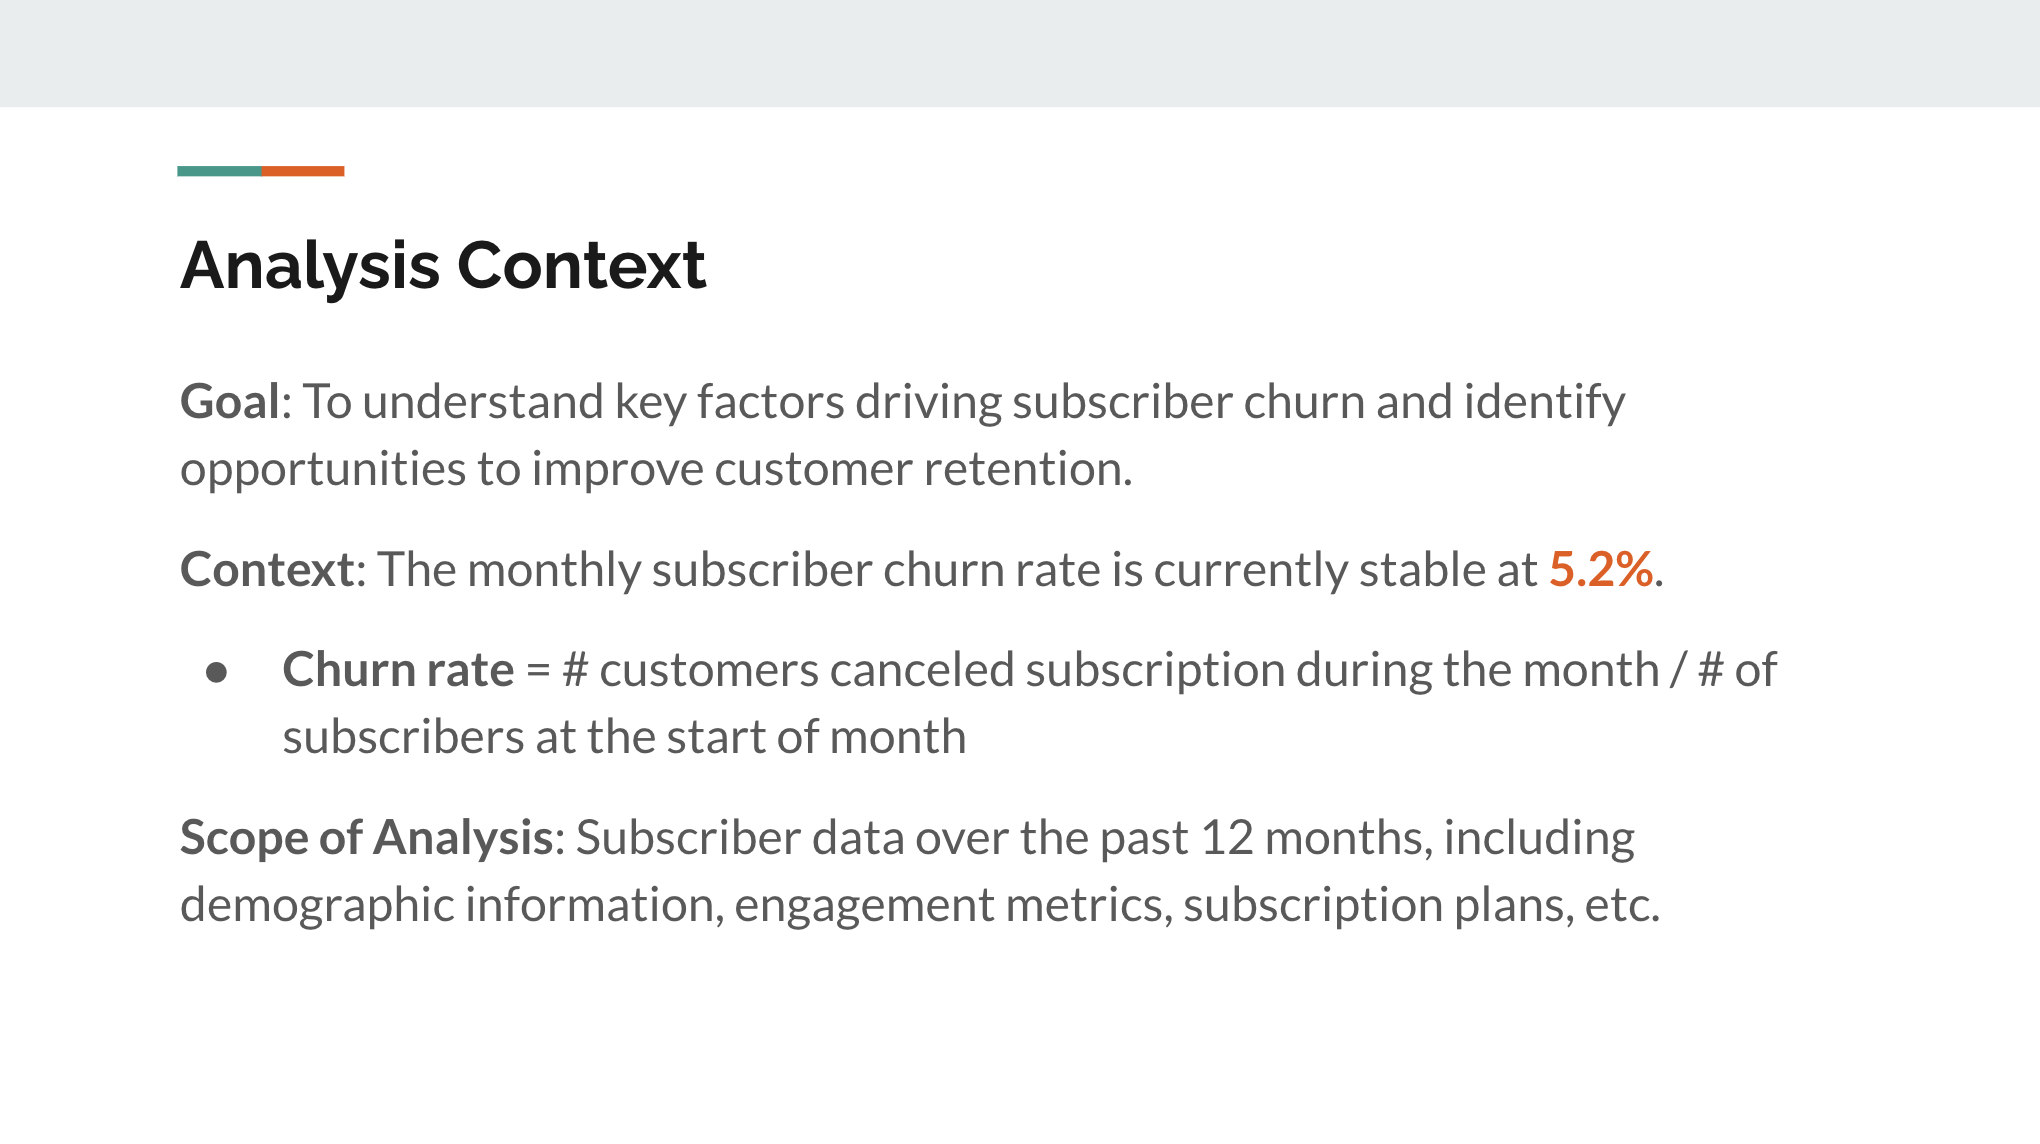 Analysis Context
Goal: To understand key factors driving subscriber churn and identify
opportunities to improve customer retention.
Context: The monthly subscriber churn rate is currently stable at 5.2%.
● Churn rate = # customers canceled subscription during the month / # of
subscribers at the start of month
Scope of Analysis: Subscriber data over the past 12 months, including
demographic information, engagement metrics, subscription plans, etc.